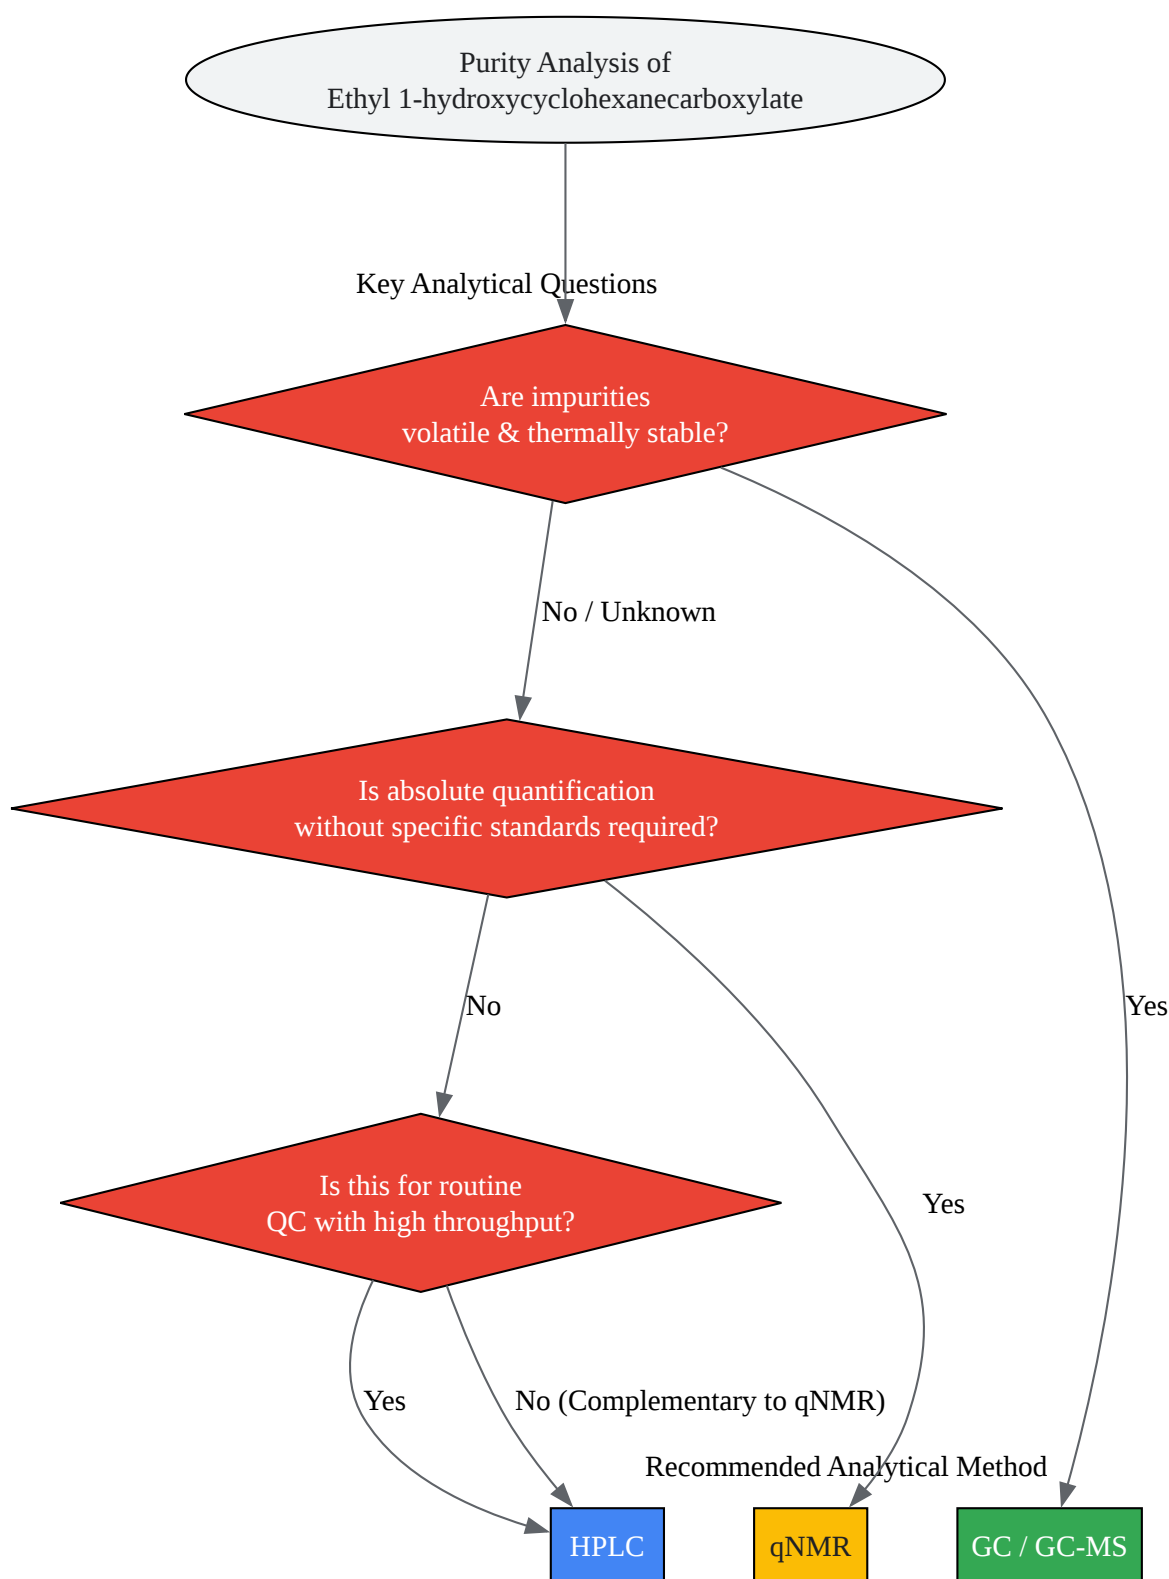 Purity Analysis of
Ethyl 1-hydroxycyclohexanecarboxylate
Key Analytical Questions
Are impurities
volatile & thermally stable?
No / Unknown
Is absolute quantification
without specific standards required?
No
Yes
Is this for routine
QC with high throughput?
Yes
Yes
No (Complementary to qNMR)
Recommended Analytical Method
HPLC
qNMR
GC / GC-MS